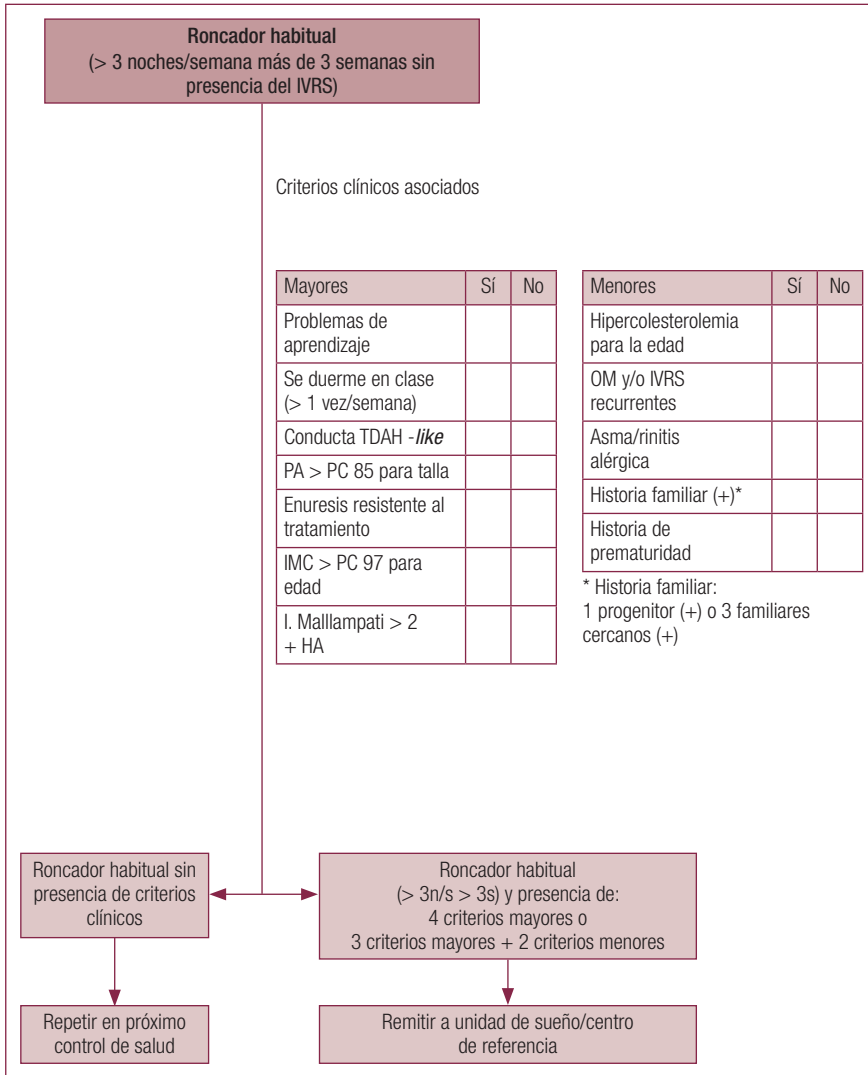 Roncador habitual
(> 3 noches/semana más de 3 semanas sin
presencia del IVRS)
Criterios clínicos asociados
Mayores Sí No
Problemas de
aprendizaje
Se duerme en clase
(> 1 vez/semana)
Conducta TDAH -like
PA > PC 85 para talla
Enuresis resistente al
tratamiento
IMC > PC 97 para
edad
I. Malllampati > 2
+ HA
Menores Sí No
Hipercolesterolemia
para la edad
OM y/o IVRS
recurrentes
Asma/rinitis
alérgica
Historia familiar (+)*
Historia de
prematuridad
* Historia familiar:
1 progenitor (+) o 3 familiares
cercanos (+)
Roncador habitual sin
presencia de criterios
clínicos
Roncador habitual
(> 3n/s > 3s) y presencia de:
4 criterios mayores o
3 criterios mayores + 2 criterios menores
Repetir en próximo
control de salud
Remitir a unidad de sueño/centro
de referencia